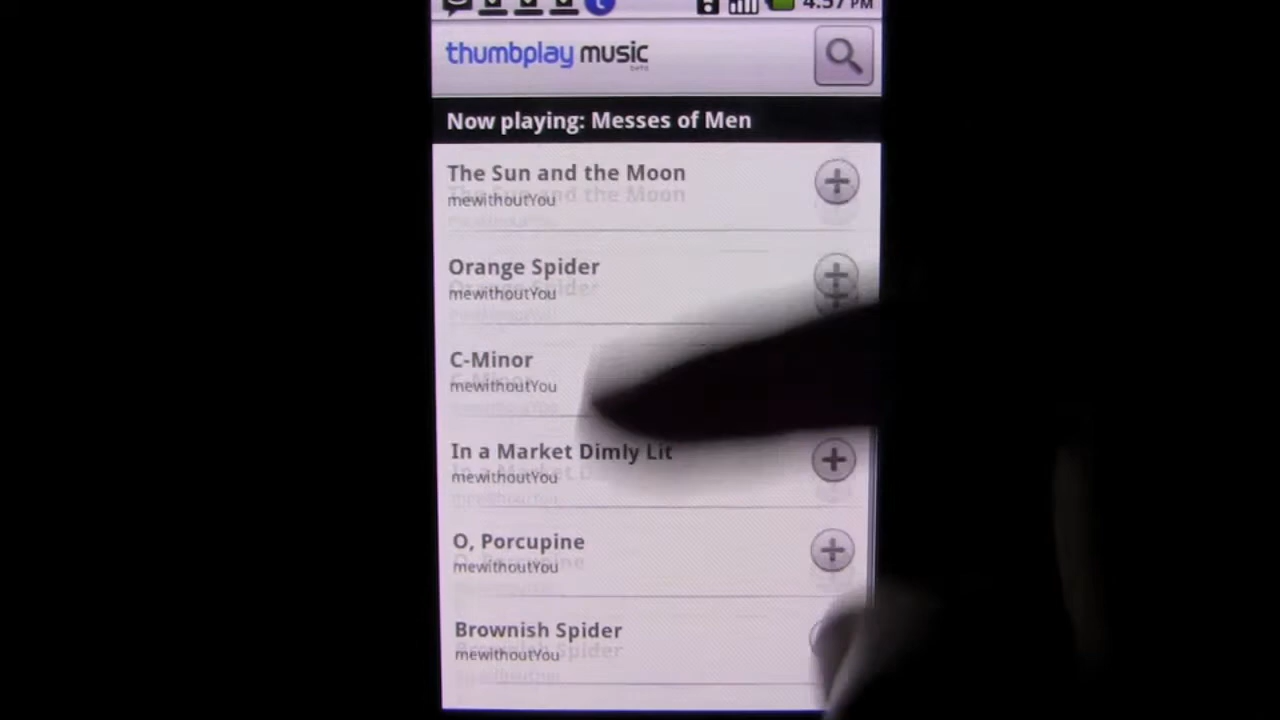 4:57 PM
thumbplay music
beta
Now playing: Messes of Men
The Sun and the Moon
mewithoutYou
Orange Spider
mewithoutYou
C-Minor
mewithoutYou
In a Market Dimly Lit
mewithoutYou
O, Porcupine
mewithoutYou
Brownish Spider
mewithoutYou